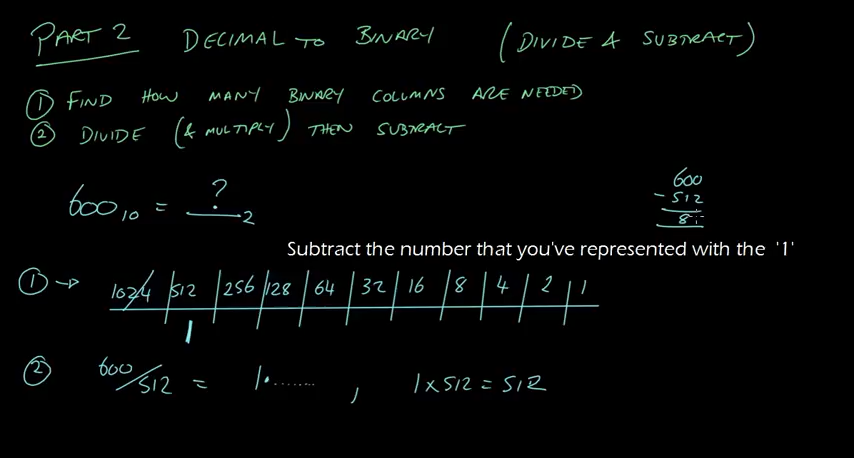 PART 2 DECIMAL TO BINARY (DIVIDE & SUBTRACT)
① FIND HOW MANY BINARY COLUMNS ARE NEEDED
② DIVIDE (& MULTIPLY) THEN SUBTRACT
600
600₁₀ = ?₂
- 512
8
Subtract the number that you've represented with the '1'
① → 1024 512 256 128 64 32 16 8 4 2 1
1
② 600/512 = 1........ , 1 x 512 = 512